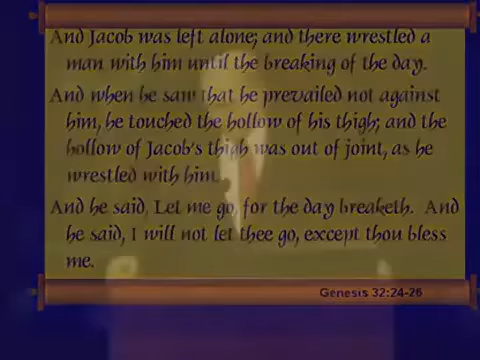 And Jacob was left alone; and there wrestled a
man with him until the breaking of the day.
And when he saw that he prevailed not against
him, he touched the hollow of his thigh; and the
hollow of Jacob's thigh was out of joint, as he
wrestled with him.
And he said, Let me go, for the day breaketh. And
he said, I will not let thee go, except thou bless
me.
Genesis 32:24-26